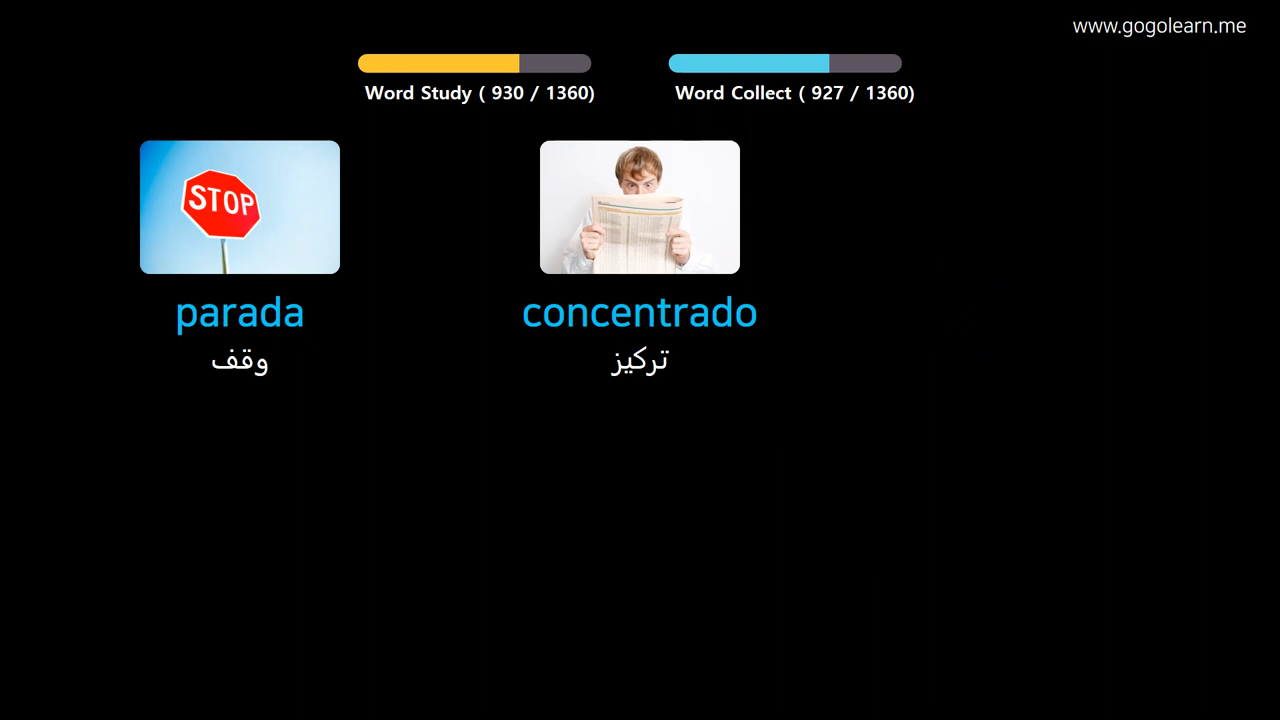 www.gogolearn.me
Word Study ( 930 / 1360)
Word Collect ( 927 / 1360)
STOP
parada
concentrado
وقف
تركيز